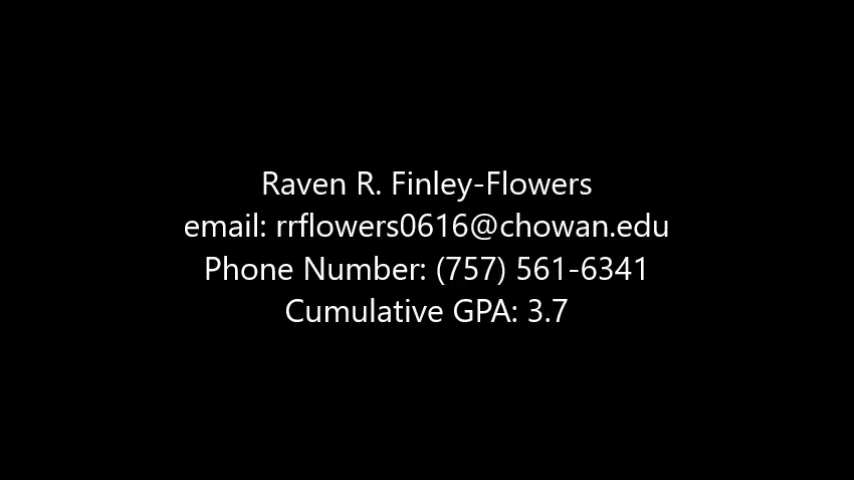 Raven R. Finley-Flowers
email: rrflowers0616@chowan.edu
Phone Number: (757) 561-6341
Cumulative GPA: 3.7